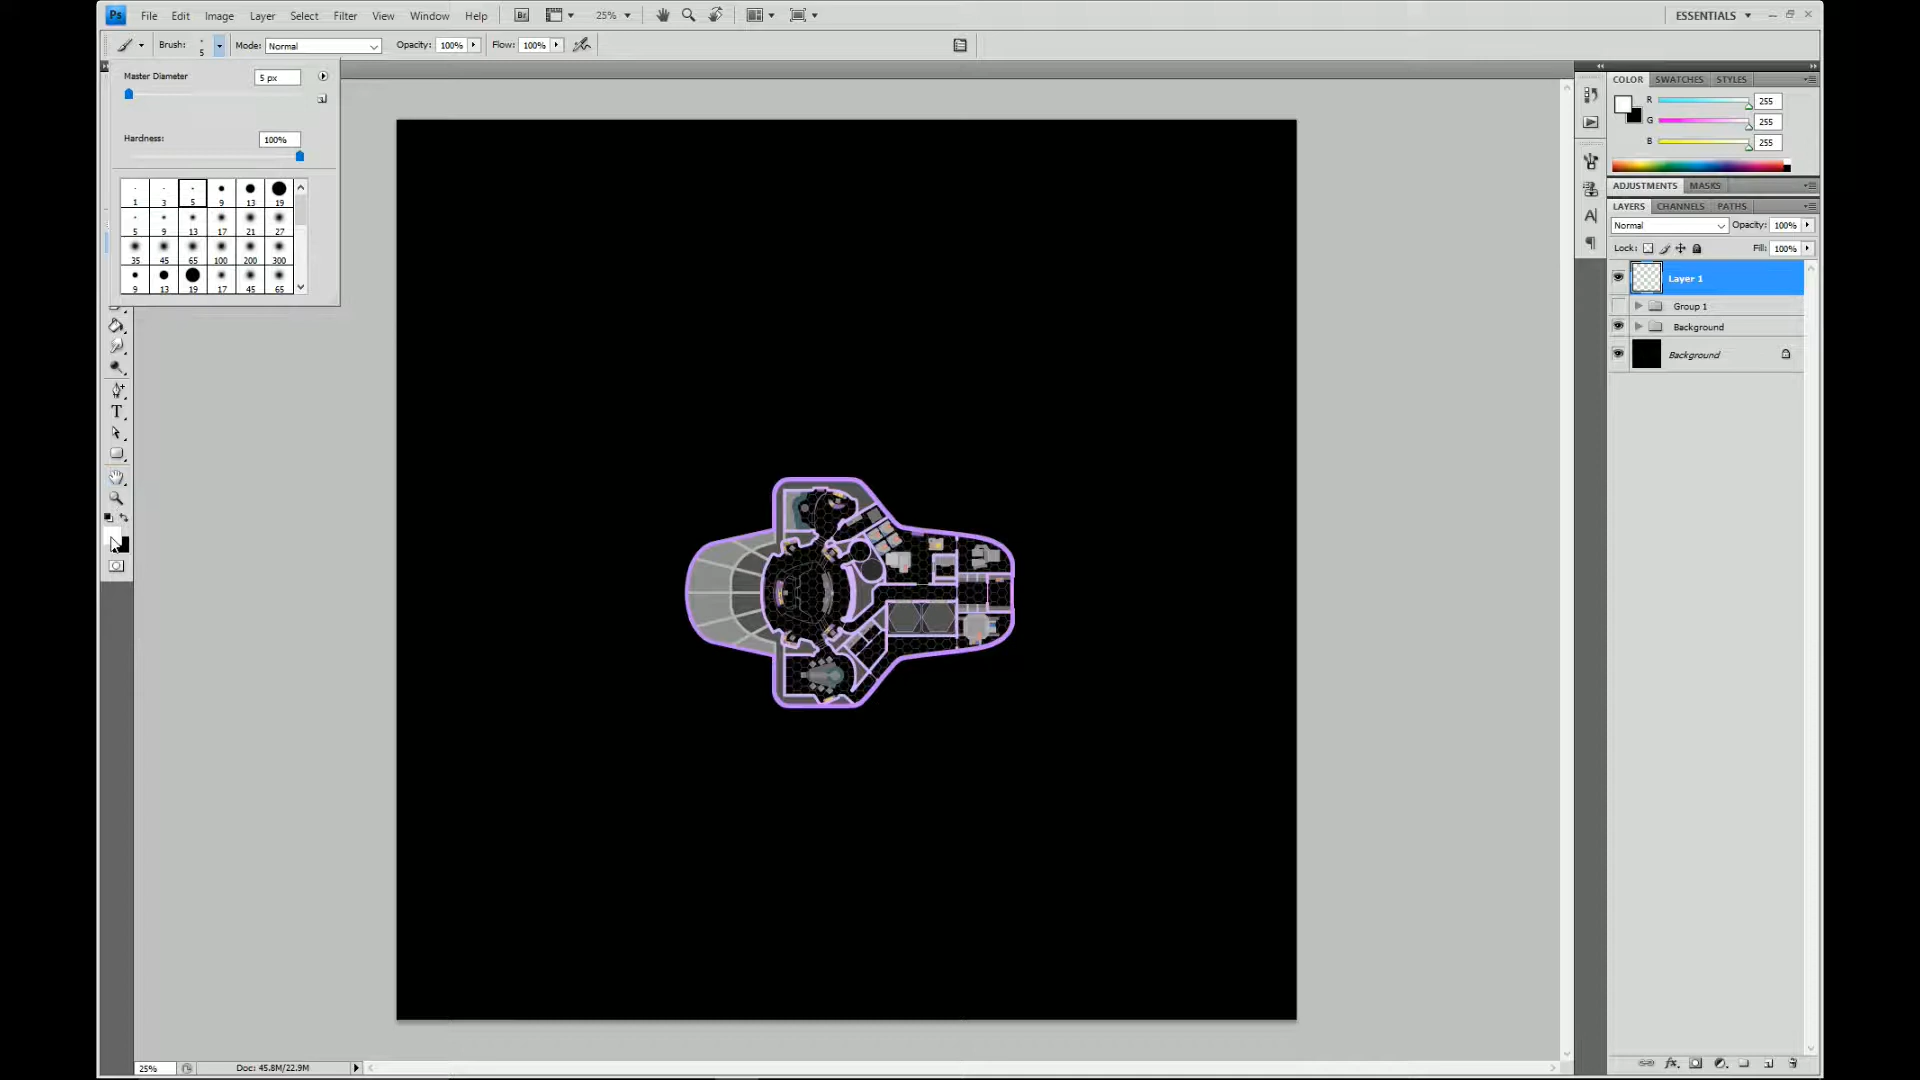 Ps File Edit Image Layer Select Filter View Window Help Br 25% ESSENTIALS
Brush: 5 Mode: Normal Opacity: 100% Flow: 100%
Master Diameter 5 px
Hardness: 100%
1 3 5 9 13 19
5 9 13 17 21 27
35 45 65 100 200 300
9 13 19 17 45 65
T
COLOR SWATCHES STYLES
R 255
G 255
B 255
ADJUSTMENTS MASKS
LAYERS CHANNELS PATHS
Normal Opacity: 100%
Lock: Fill: 100%
Layer 1
Group 1
Background
Background
A
fx
25% Doc: 45.8M/22.9M